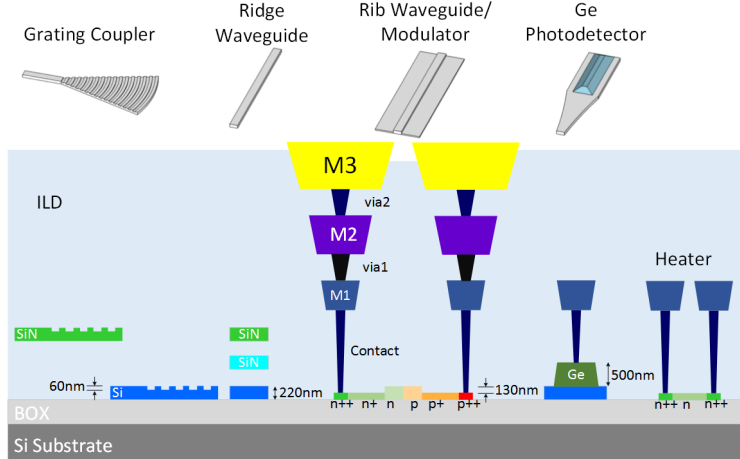 Grating Coupler
Ridge
Waveguide
Rib Waveguide/
Modulator
Ge
Photodetector
ILD
M3
via2
M2
via1
M1
Heater
Contact
SiN
SiN
SiN
60nm
Si
220nm
130nm
Ge
500nm
n++ n+ n p p+ p++
n++ n n++
BOX
Si Substrate